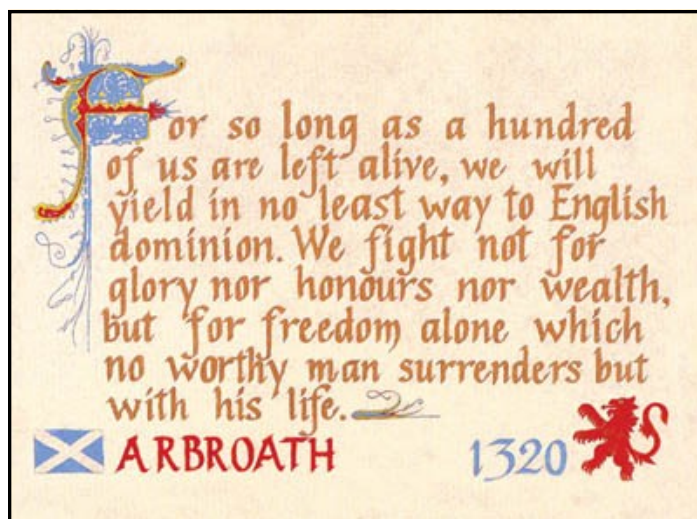 For so long as a hundred
of us are left alive, we will
yield in no least way to English
dominion. We fight not for
glory nor honours nor wealth,
but for freedom alone which
no worthy man surrenders but
with his life.
ARBROATH 1320